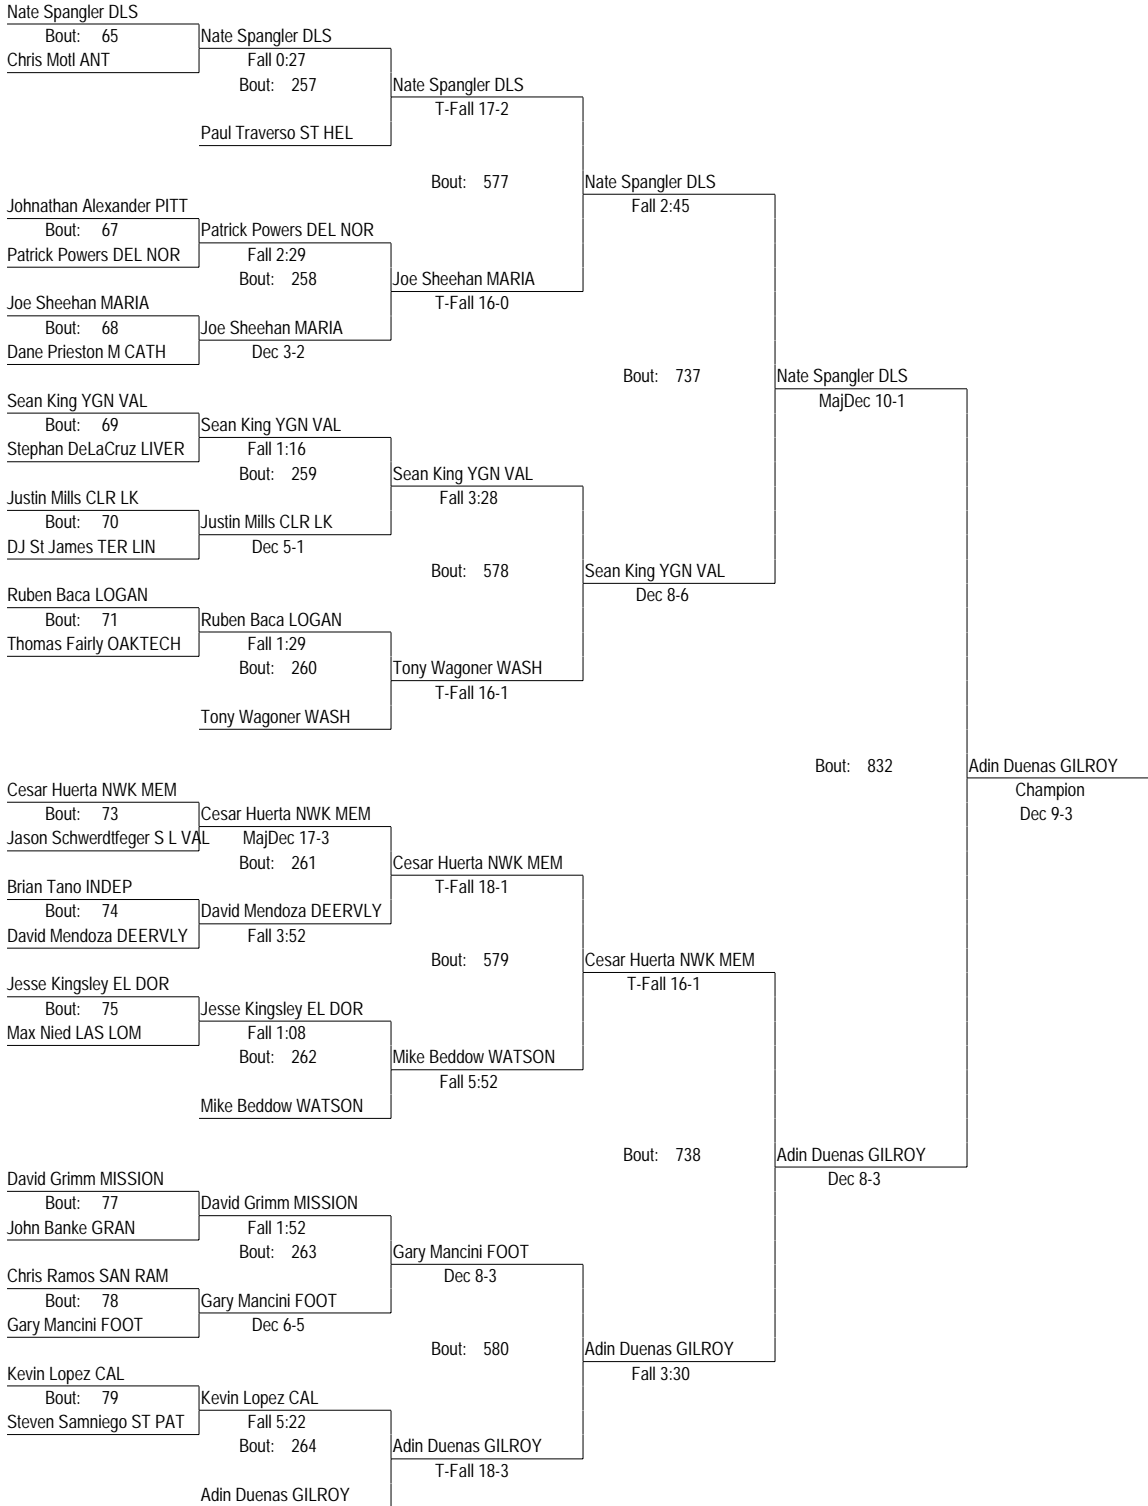 Nate Spangler DLS
Bout: 65
Nate Spangler DLS
Chris Motl ANT
Fall 0:27
Bout: 257
Nate Spangler DLS
T-Fall 17-2
Paul Traverso ST HEL
Bout: 577
Nate Spangler DLS
Fall 2:45
Johnathan Alexander PITT
Bout: 67
Patrick Powers DEL NOR
Patrick Powers DEL NOR
Fall 2:29
Bout: 258
Joe Sheehan MARIA
T-Fall 16-0
Joe Sheehan MARIA
Bout: 68
Joe Sheehan MARIA
Dane Prieston M CATH
Dec 3-2
Bout: 737
Nate Spangler DLS
MajDec 10-1
Sean King YGN VAL
Bout: 69
Sean King YGN VAL
Stephan DeLaCruz LIVER
Fall 1:16
Bout: 259
Sean King YGN VAL
Fall 3:28
Justin Mills CLR LK
Bout: 70
Justin Mills CLR LK
DJ St James TER LIN
Dec 5-1
Bout: 578
Sean King YGN VAL
Dec 8-6
Ruben Baca LOGAN
Bout: 71
Ruben Baca LOGAN
Thomas Fairly OAKTECH
Fall 1:29
Bout: 260
Tony Wagoner WASH
T-Fall 16-1
Tony Wagoner WASH
Bout: 832
Adin Duenas GILROY
Champion
Dec 9-3
Cesar Huerta NWK MEM
Bout: 73
Cesar Huerta NWK MEM
Jason Schwerdtfeger S L VAL
MajDec 17-3
Bout: 261
Cesar Huerta NWK MEM
T-Fall 18-1
Brian Tano INDEP
Bout: 74
David Mendoza DEERVLY
David Mendoza DEERVLY
Fall 3:52
Bout: 579
Cesar Huerta NWK MEM
T-Fall 16-1
Jesse Kingsley EL DOR
Bout: 75
Jesse Kingsley EL DOR
Max Nied LAS LOM
Fall 1:08
Bout: 262
Mike Beddow WATSON
Fall 5:52
Mike Beddow WATSON
Bout: 738
Adin Duenas GILROY
Dec 8-3
David Grimm MISSION
Bout: 77
David Grimm MISSION
John Banke GRAN
Fall 1:52
Bout: 263
Gary Mancini FOOT
Dec 8-3
Chris Ramos SAN RAM
Bout: 78
Gary Mancini FOOT
Gary Mancini FOOT
Dec 6-5
Bout: 580
Adin Duenas GILROY
Fall 3:30
Kevin Lopez CAL
Bout: 79
Kevin Lopez CAL
Steven Samniego ST PAT
Fall 5:22
Bout: 264
Adin Duenas GILROY
T-Fall 18-3
Adin Duenas GILROY